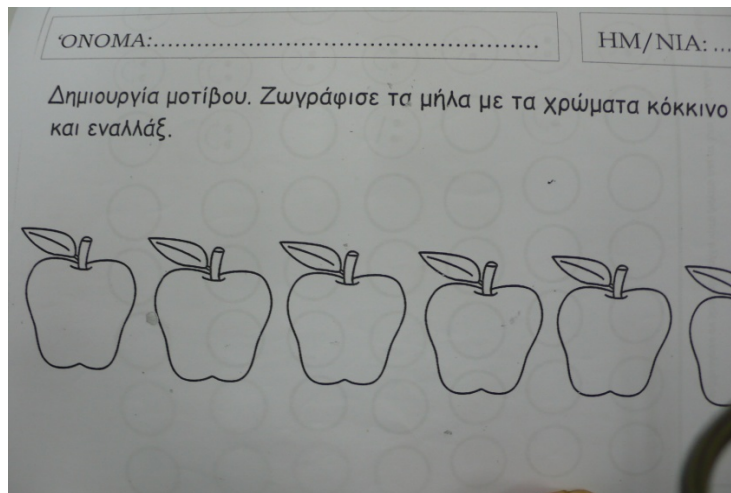 ΌΝΟΜΑ:.................................................... ΗΜ/ΝΙΑ: ...
Δημιουργία μοτίβου. Ζωγράφισε τα μήλα με τα χρώματα κόκκινο
και εναλλάξ.